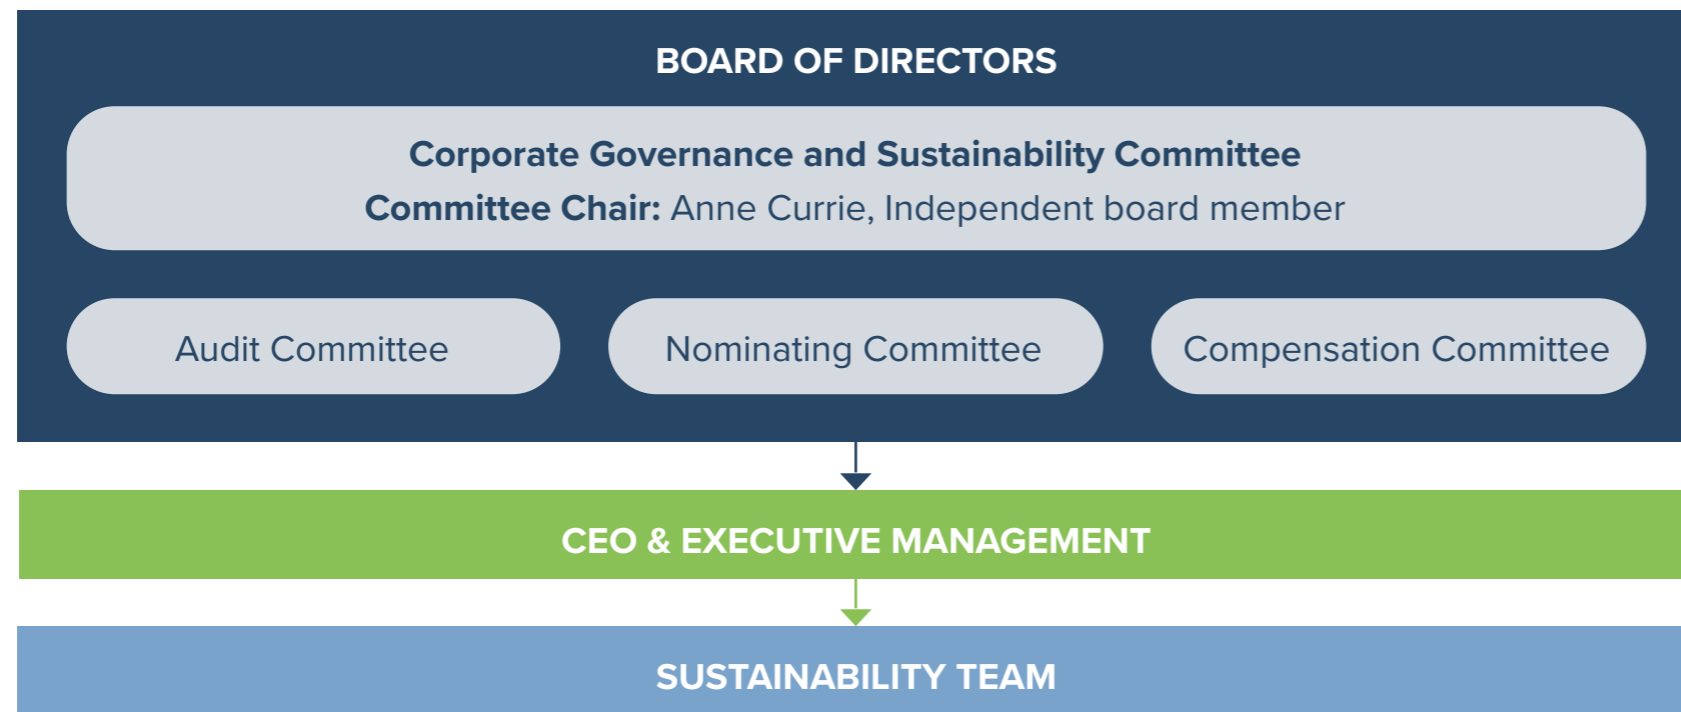 BOARD OF DIRECTORS
Corporate Governance and Sustainability Committee
Committee Chair: Anne Currie, Independent board member
Audit Committee
Nominating Committee
Compensation Committee
CEO & EXECUTIVE MANAGEMENT
SUSTAINABILITY TEAM